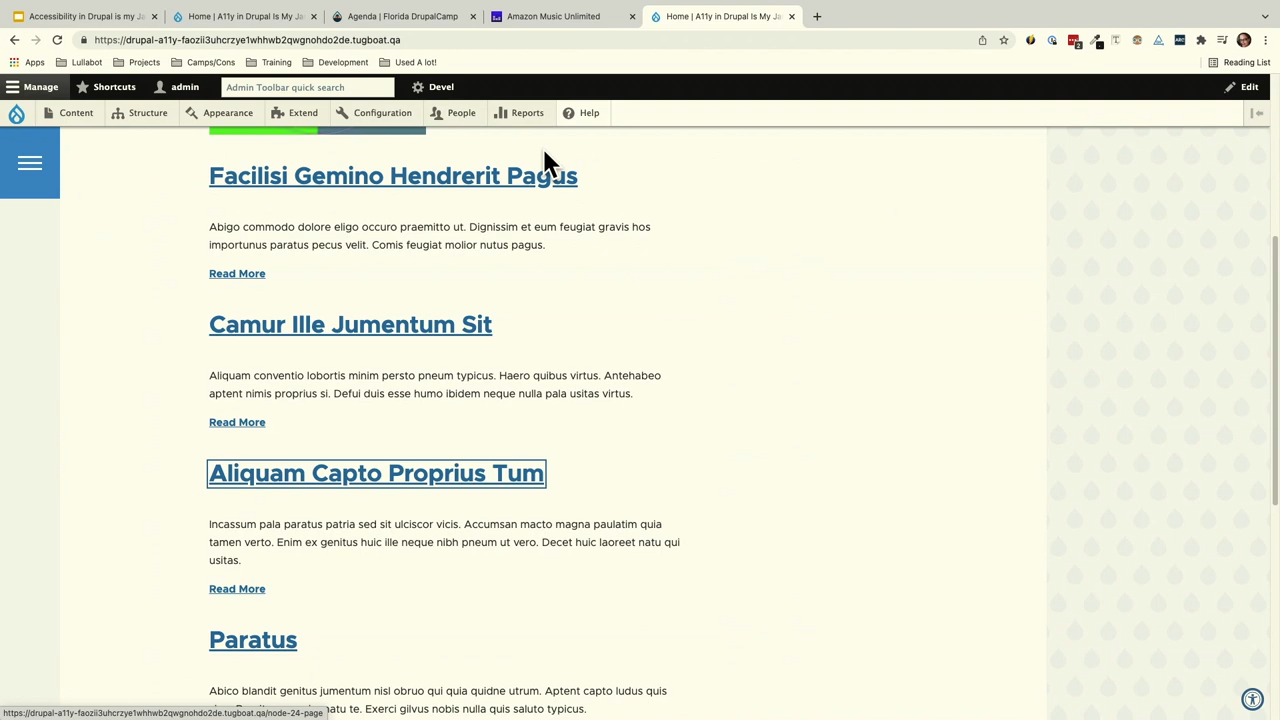 Accessibility in Drupal is my Ja
Home | A11y in Drupal Is My Ja
Agenda | Florida DrupalCamp
Amazon Music Unlimited
Home | A11y in Drupal Is My Ja
https://drupal-a11y-faozii3uhcrzye1whhwb2qwgnohdo2de.tugboat.qa
Apps
Lullabot
Projects
Camps/Cons
Training
Development
Used A lot!
Reading List
Manage
Shortcuts
admin
Admin Toolbar quick search
Devel
Edit
Content
Structure
Appearance
Extend
Configuration
People
Reports
Help
Facilisi Gemino Hendrerit Pagus
Abigo commodo dolore eligo occuro praemitto ut. Dignissim et eum feugiat gravis hos
importunus paratus pecus velit. Comis feugiat molior nutus pagus.
Read More
Camur Ille Jumentum Sit
Aliquam conventio lobortis minim persto pneum typicus. Haero quibus virtus. Antehabeo
aptent nimis proprius si. Defui duis esse humo ibidem neque nulla pala usitas virtus.
Read More
Aliquam Capto Proprius Tum
Incassum pala paratus patria sed sit ulciscor vicis. Accumsan macto magna paulatim quia
tamen verto. Enim ex genitus huic ille neque nibh pneum ut vero. Decet huic laoreet natu qui
usitas.
Read More
Paratus
Abico blandit genitus jumentum nisl obruo qui quia quidne utrum. Aptent capto ludus quis
natu te. Exerci gilvus nobis quis saluto typicus.
https://drupal-a11y-faozii3uhcrzye1whhwb2qwgnohdo2de.tugboat.qa/node-24-page